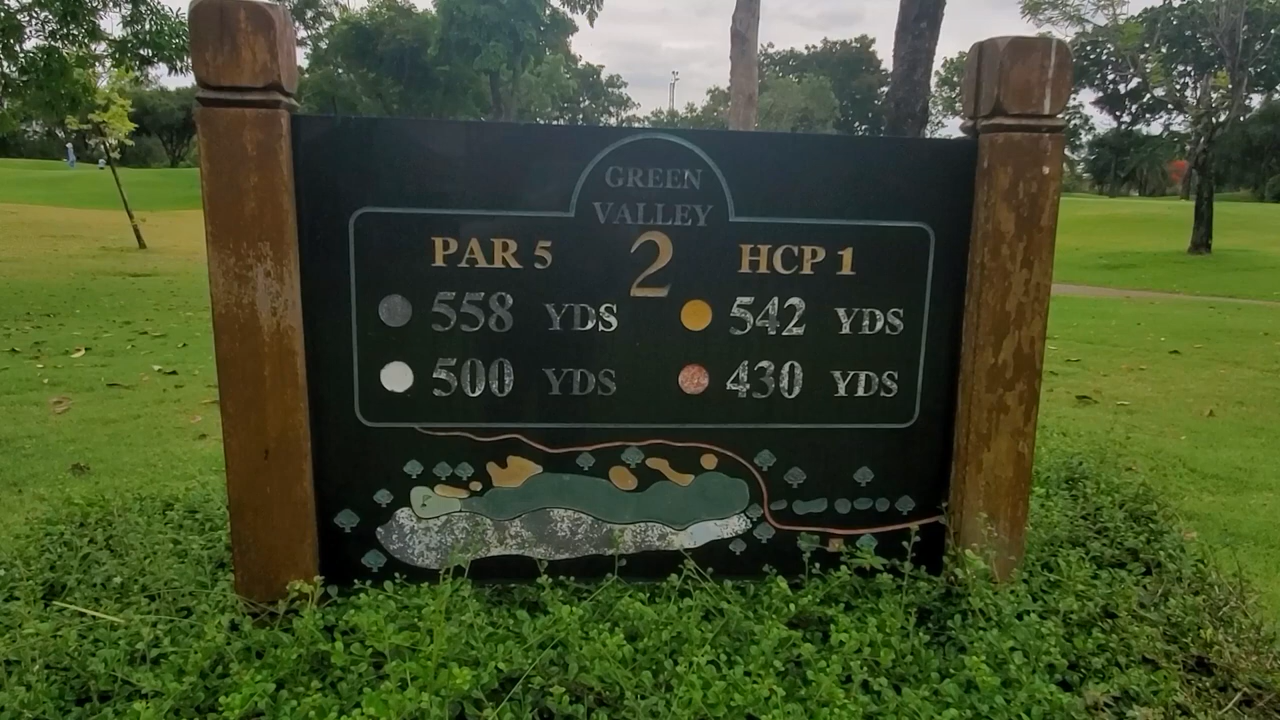 GREEN
VALLEY
PAR 5 2 HCP 1
558 YDS 542 YDS
500 YDS 430 YDS